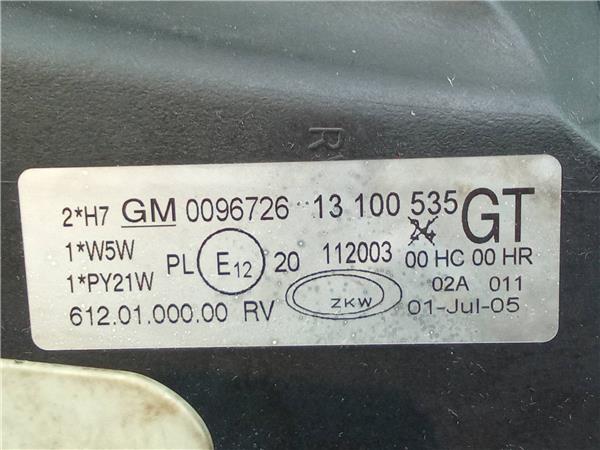 R
2*H7 GM 0096726 13 100 535 GT
1*W5W
1*PY21W
PL E12 20 112003 00 HC 00 HR
02A 011
612.01.000.00 RV ZKW 01-Jul-05